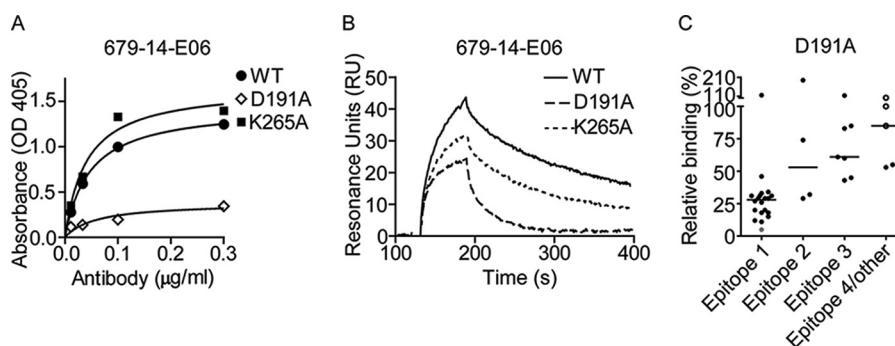 A
679-14-E06
WT
D191A
K265A
Absorbance (OD 405)
1.5
1.0
0.5
0.0
0.0
0.1
0.2
0.3
Antibody (μg/ml)
B
679-14-E06
WT
D191A
K265A
Resonance Units (RU)
50
40
30
20
10
0
100
200
300
400
Time (s)
C
D191A
Relative binding (%)
210
100
100
75
50
25
0
Epitope 1
Epitope 2
Epitope 3
Epitope 4/other